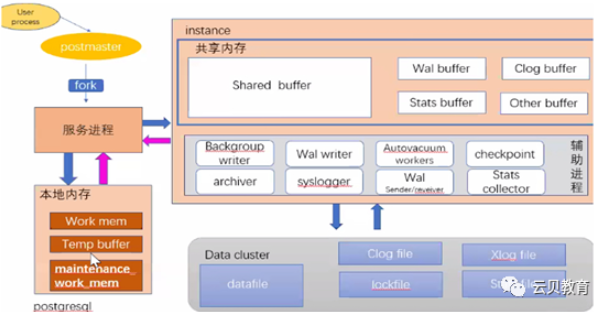 User
process
postmaster
fork
服务进程
本地内存
Work mem
Temp buffer
maintenance_
work_mem
postgresql
instance
共享内存
Shared buffer
Wal buffer
Clog buffer
Stats buffer
Other buffer
Backgroup
writer
Wal writer
Autovacuum
workers
checkpoint
archiver
syslogger
Wal
Sender/reveiver
Stats
collector
辅助进程
Data cluster
datafile
Clog file
Xlog file
lockfile
云贝教育